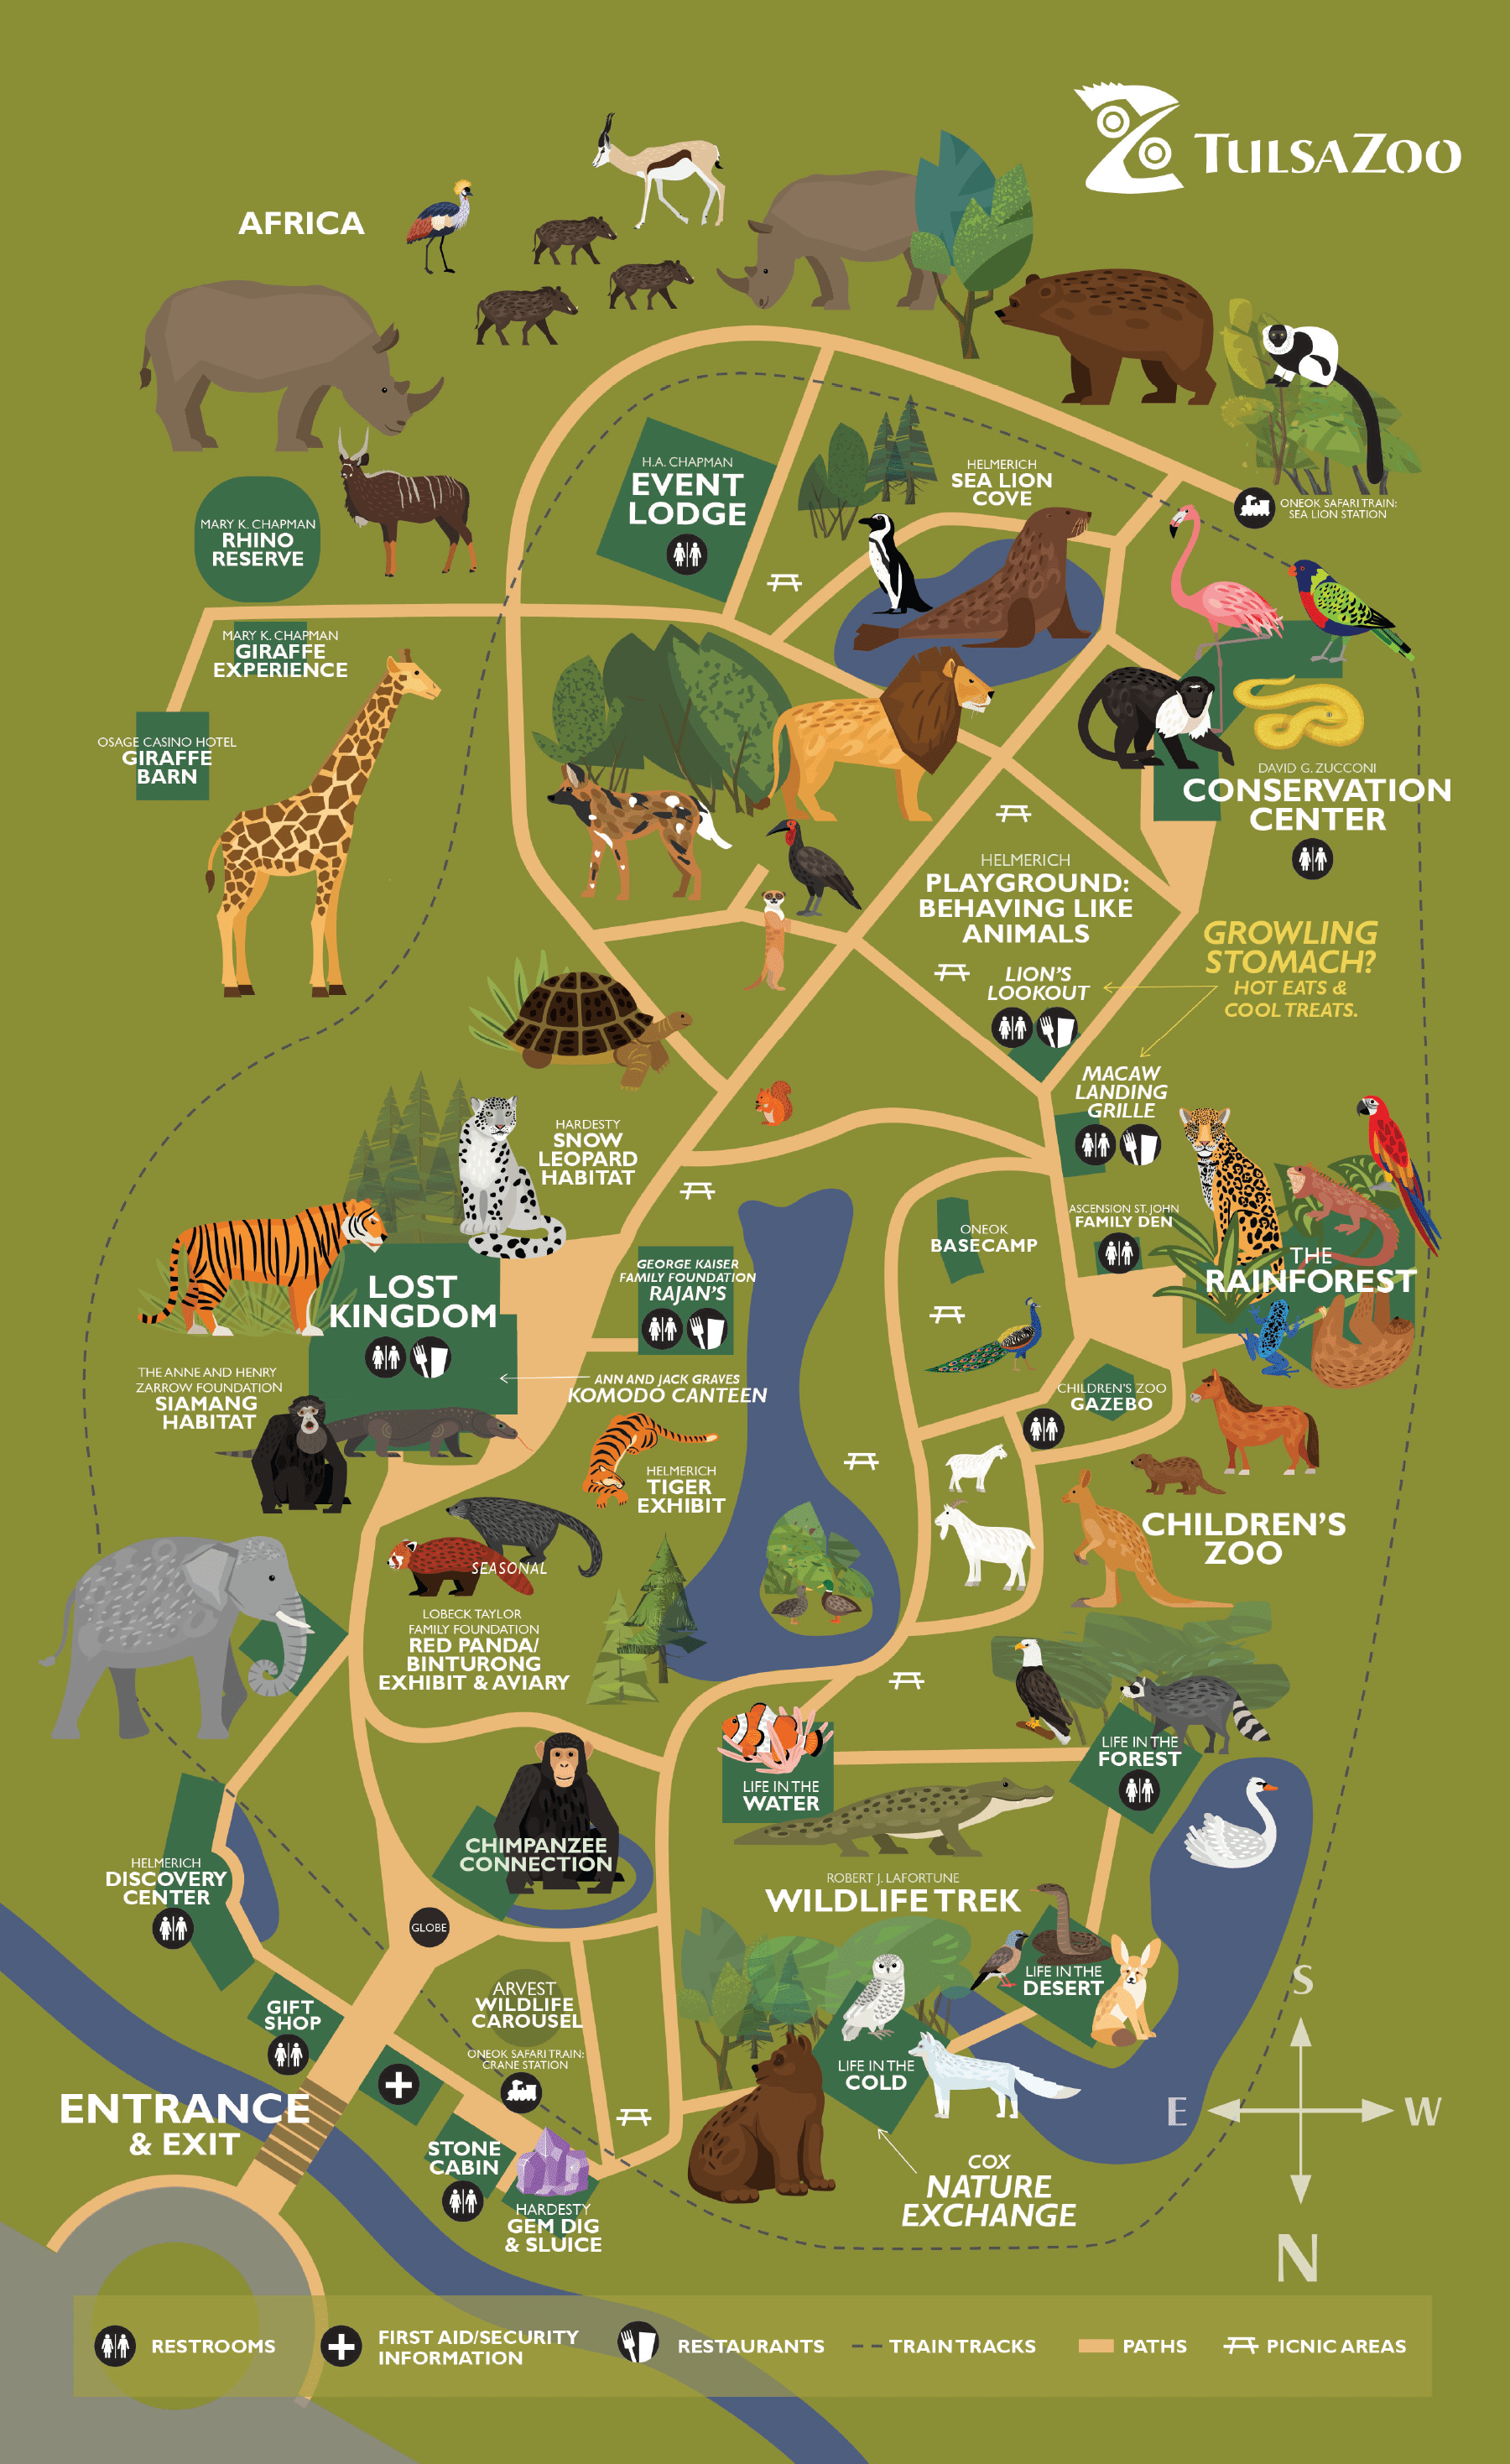 TULSAZOO
AFRICA
H.A. CHAPMAN
EVENT
LODGE
HELMERICH
SEA LION
COVE
ONEOK SAFARI TRAIN:
SEA LION STATION
MARY K. CHAPMAN
RHINO
RESERVE
MARY K. CHAPMAN
GIRAFFE
EXPERIENCE
OSAGE CASINO HOTEL
GIRAFFE
BARN
DAVID G. ZUCCONI
CONSERVATION
CENTER
HELMERICH
PLAYGROUND:
BEHAVING LIKE
ANIMALS
LION'S
LOOKOUT
GROWLING
STOMACH?
HOT EATS &
COOL TREATS.
MACAW
LANDING
GRILLE
HARDESTY
SNOW
LEOPARD
HABITAT
ONEOK
BASECAMP
ASCENSION ST. JOHN
FAMILY DEN
THE
RAINFOREST
LOST
KINGDOM
GEORGE KAISER
FAMILY FOUNDATION
RAJAN'S
THE ANNE AND HENRY
ZARROW FOUNDATION
SIAMANG
HABITAT
ANN AND JACK GRAVES
KOMODO CANTEEN
CHILDREN'S ZOO
GAZEBO
HELMERICH
TIGER
EXHIBIT
CHILDREN'S
ZOO
SEASONAL
LOBECK TAYLOR
FAMILY FOUNDATION
RED PANDA/
BINTURONG
EXHIBIT & AVIARY
LIFE IN THE
FOREST
LIFE IN THE
WATER
CHIMPANZEE
CONNECTION
HELMERICH
DISCOVERY
CENTER
ROBERT J. LAFORTUNE
WILDLIFE TREK
GLOBE
LIFE IN THE
DESERT
ARVEST
WILDLIFE
CAROUSEL
GIFT
SHOP
ONEOK SAFARI TRAIN:
CRANE STATION
LIFE IN THE
COLD
S
E
W
N
ENTRANCE
& EXIT
STONE
CABIN
COX
NATURE
EXCHANGE
HARDESTY
GEM DIG
& SLUICE
RESTROOMS
FIRST AID/SECURITY
INFORMATION
RESTAURANTS
TRAIN TRACKS
PATHS
PICNIC AREAS